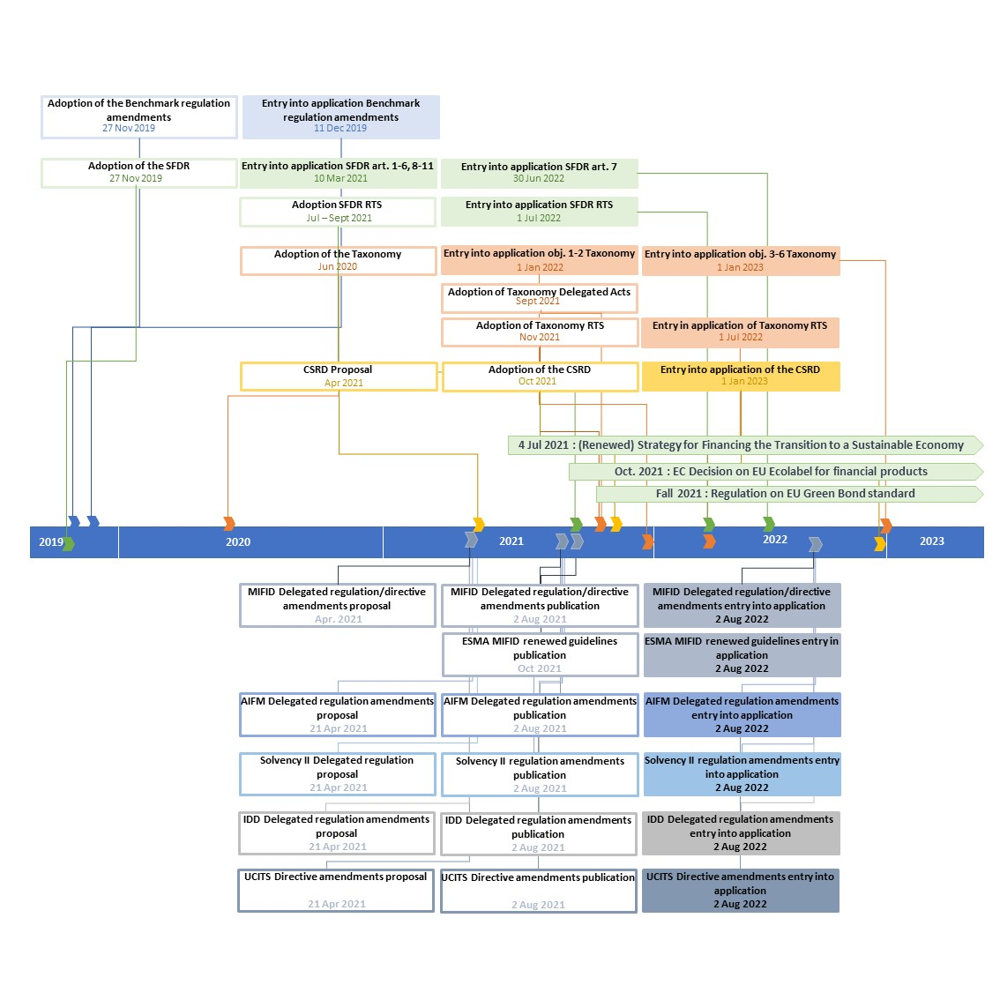 Adoption of the Benchmark regulation
amendments
27 Nov 2019
Entry into application Benchmark
regulation amendments
11 Dec 2019
Adoption of the SFDR
27 Nov 2019
Entry into application SFDR art. 1-6, 8-11
10 Mar 2021
Entry into application SFDR art. 7
30 Jun 2022
Adoption SFDR RTS
Jul – Sept 2021
Entry into application SFDR RTS
1 Jul 2022
Adoption of the Taxonomy
Jun 2020
Entry into application obj. 1-2 Taxonomy
1 Jan 2022
Entry into application obj. 3-6 Taxonomy
1 Jan 2023
Adoption of Taxonomy Delegated Acts
Sept 2021
Adoption of Taxonomy RTS
Nov 2021
Entry in application of Taxonomy RTS
1 Jul 2022
CSRD Proposal
Apr 2021
Adoption of the CSRD
Oct 2021
Entry into application of the CSRD
1 Jan 2023
4 Jul 2021 : (Renewed) Strategy for Financing the Transition to a Sustainable Economy
Oct. 2021 : EC Decision on EU Ecolabel for financial products
Fall 2021 : Regulation on EU Green Bond standard
2019
2020
2021
2022
2023
MIFID Delegated regulation/directive
amendments proposal
Apr. 2021
MIFID Delegated regulation/directive
amendments publication
2 Aug 2021
MIFID Delegated regulation/directive
amendments entry into application
2 Aug 2022
ESMA MIFID renewed guidelines
publication
Oct 2021
ESMA MIFID renewed guidelines entry in
application
2 Aug 2022
AIFM Delegated regulation amendments
proposal
21 Apr 2021
AIFM Delegated regulation amendments
publication
2 Aug 2021
AIFM Delegated regulation amendments
entry into application
2 Aug 2022
Solvency II Delegated regulation
proposal
21 Apr 2021
Solvency II regulation amendments
publication
2 Aug 2021
Solvency II regulation amendments entry
into application
2 Aug 2022
IDD Delegated regulation amendments
proposal
21 Apr 2021
IDD Delegated regulation amendments
publication
2 Aug 2021
IDD Delegated regulation amendments
entry into application
2 Aug 2022
UCITS Directive amendments proposal
21 Apr 2021
UCITS Directive amendments publication
2 Aug 2021
UCITS Directive amendments entry into
application
2 Aug 2022